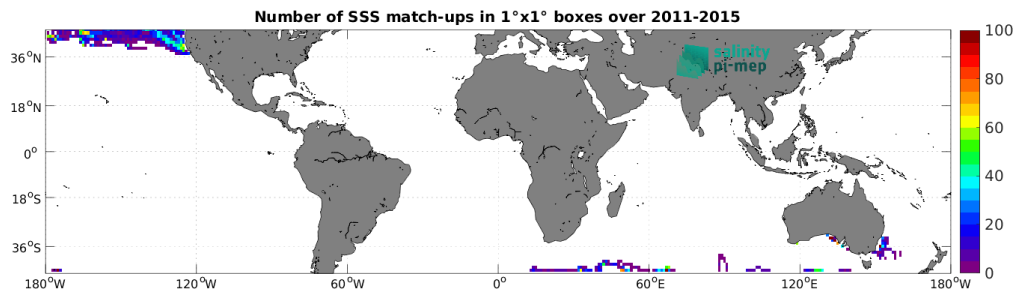 Number of SSS match-ups in 1°x1° boxes over 2011-2015
salinity
pi-mep
36°N
18°N
0°
18°S
36°S
180°W
120°W
60°W
0°
60°E
120°E
180°W
100
80
60
40
20
0